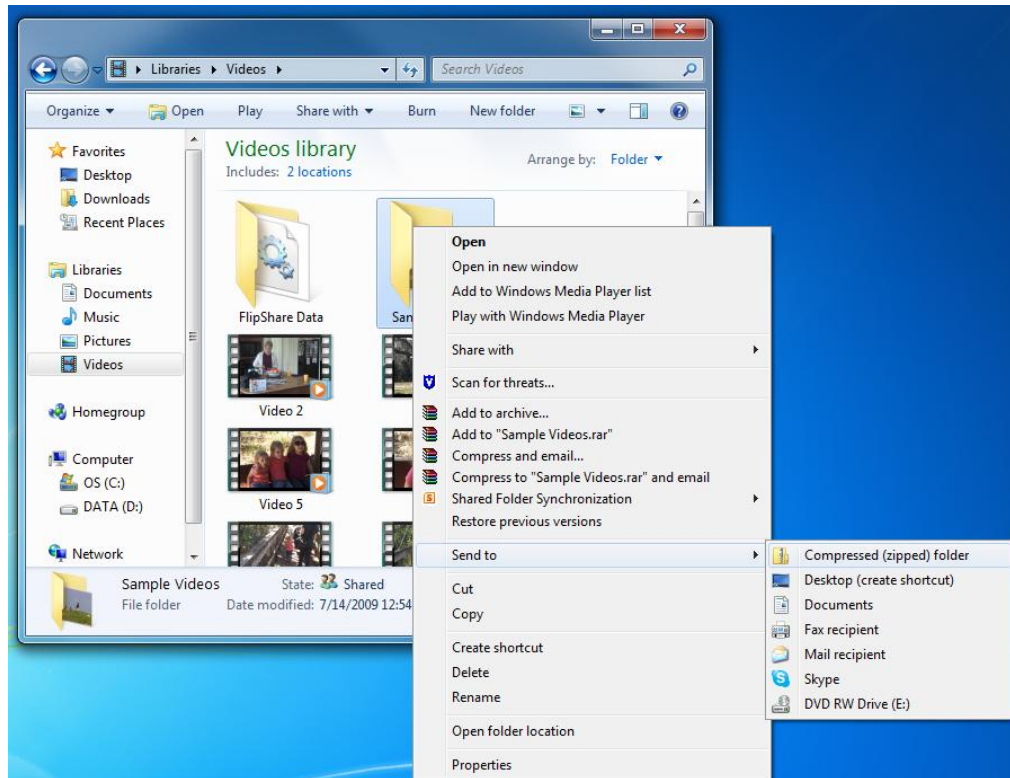 Libraries Videos
Search Videos
Organize Open Play Share with Burn New folder
Favorites
Desktop
Downloads
Recent Places
Libraries
Documents
Music
Pictures
Videos
Homegroup
Computer
OS (C:)
DATA (D:)
Network
Videos library
Includes: 2 locations
Arrange by: Folder
FlipShare Data
San
Video 2
Video 5
Sample Videos State: Shared
File folder Date modified: 7/14/2009 12:54
Open
Open in new window
Add to Windows Media Player list
Play with Windows Media Player
Share with
Scan for threats...
Add to archive...
Add to "Sample Videos.rar"
Compress and email...
Compress to "Sample Videos.rar" and email
Shared Folder Synchronization
Restore previous versions
Send to
Cut
Copy
Create shortcut
Delete
Rename
Open folder location
Properties
Compressed (zipped) folder
Desktop (create shortcut)
Documents
Fax recipient
Mail recipient
Skype
DVD RW Drive (E:)